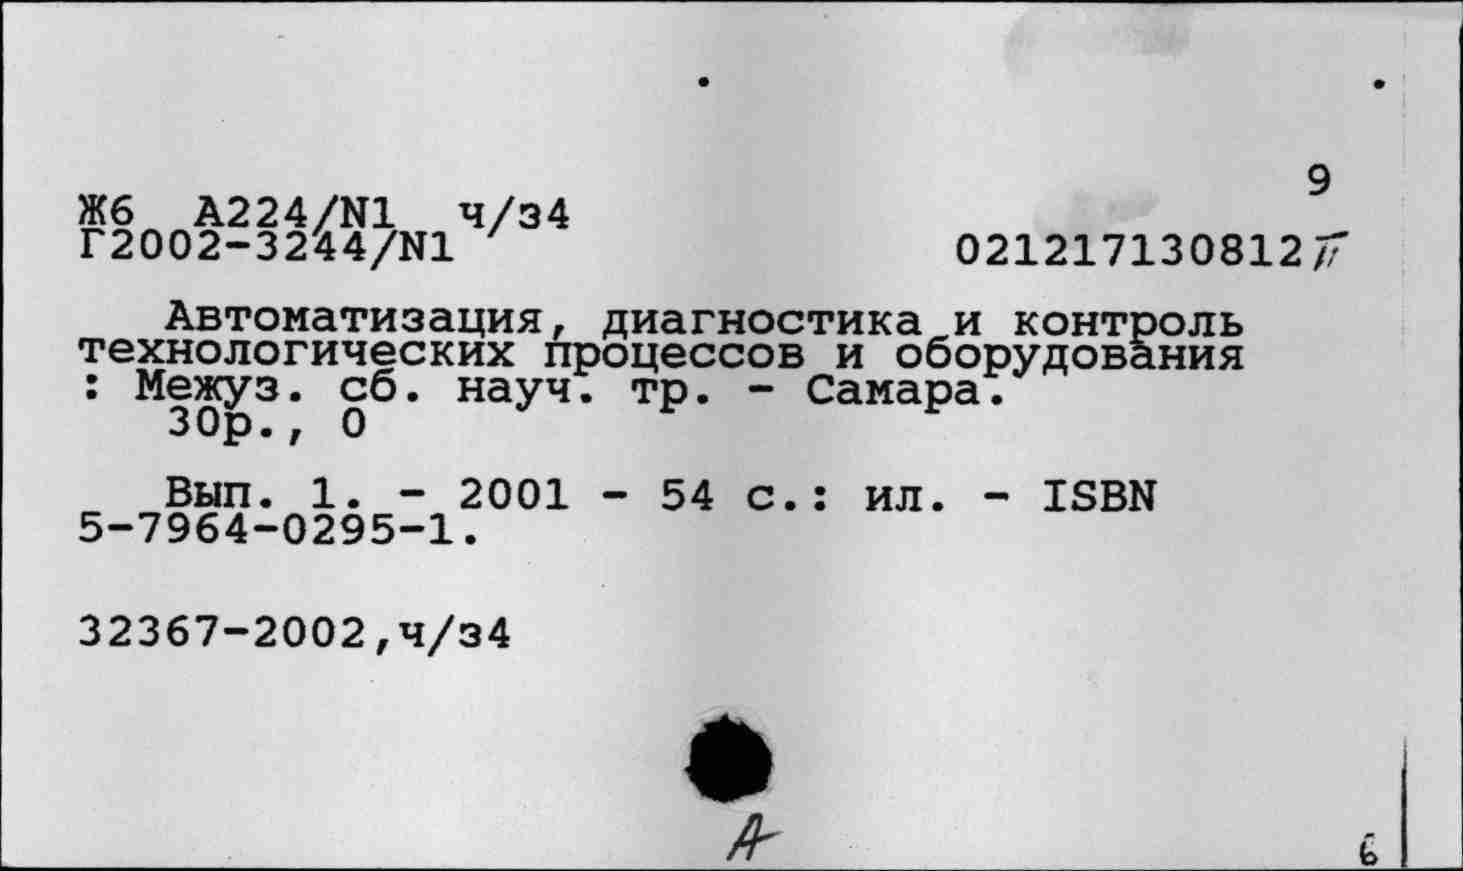 9
Ж6 А224/N1 ч/з4
Г2002-3244/N1 021217130812
Автоматизация, диагностика и контроль
технологических процессов и оборудования
: Межуз. сб. науч. тр. - Самара.
30р., 0
Вып. 1. - 2001 - 54 с.: ил. - ISBN
5-7964-0295-1.
32367-2002,ч/з4
А
6